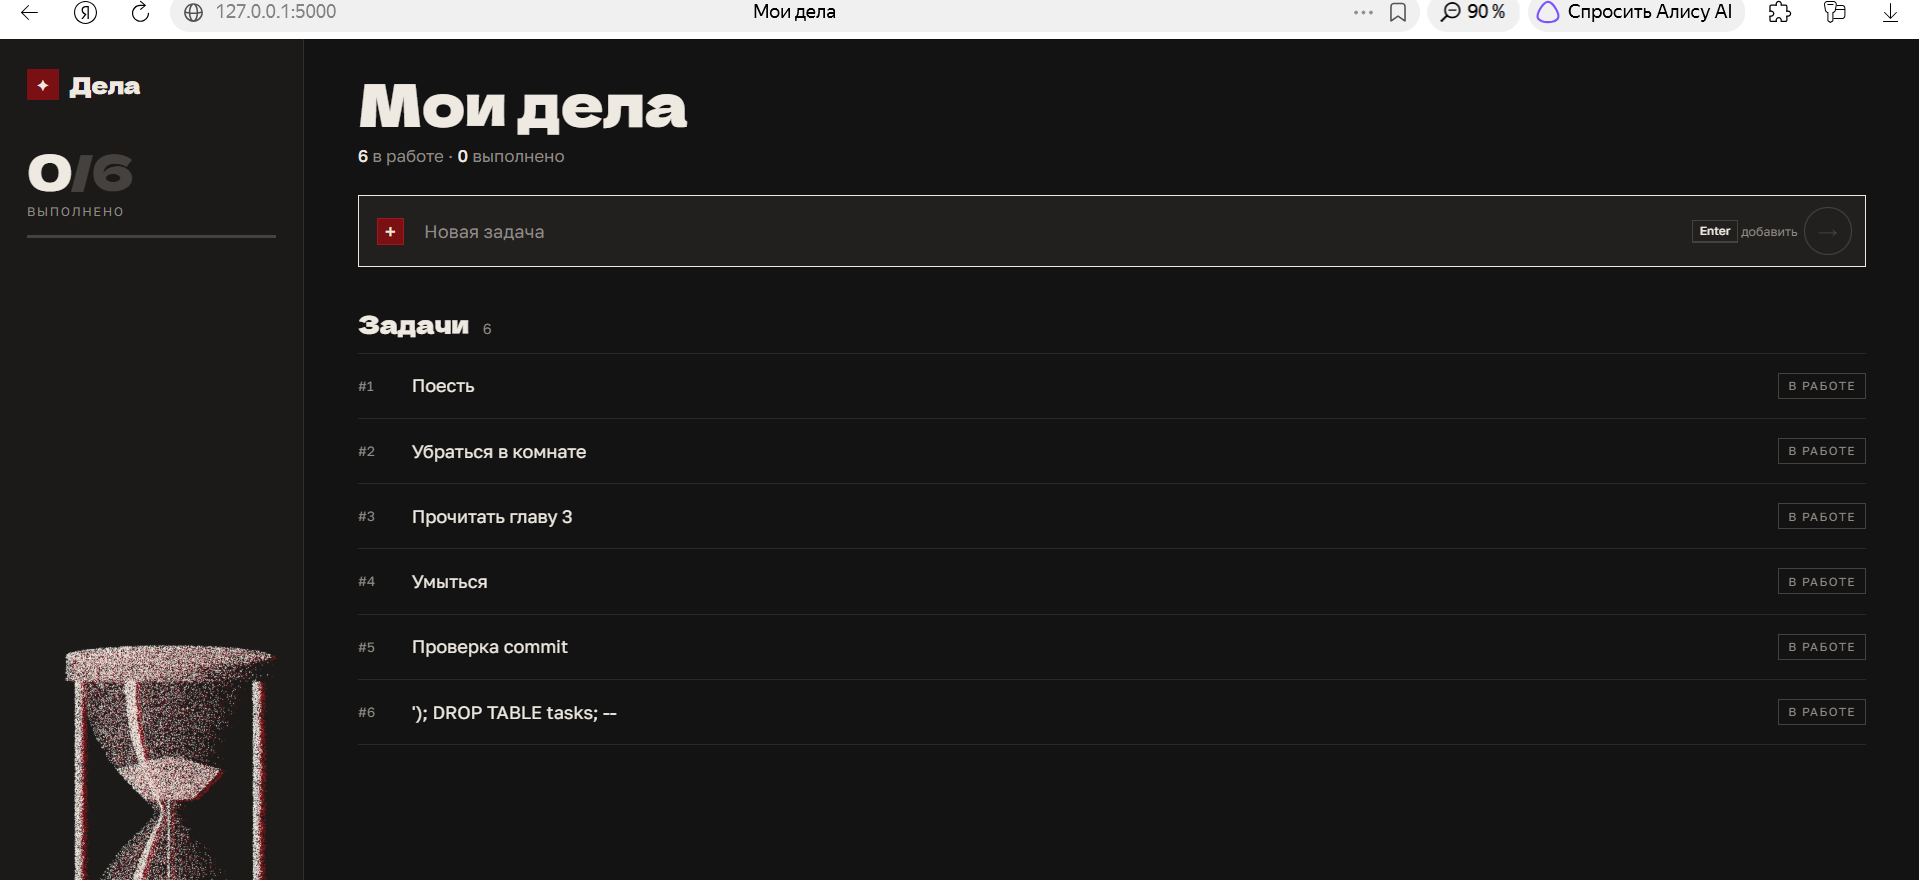 127.0.0.1:5000
Мои дела
90 %
Спросить Алису AI
Дела
0/6
ВЫПОЛНЕНО
Мои дела
6 в работе · 0 выполнено
+ Новая задача
Enter добавить →
Задачи 6
#1 Поесть В РАБОТЕ
#2 Убраться в комнате В РАБОТЕ
#3 Прочитать главу 3 В РАБОТЕ
#4 Умыться В РАБОТЕ
#5 Проверка commit В РАБОТЕ
#6 '); DROP TABLE tasks; -- В РАБОТЕ